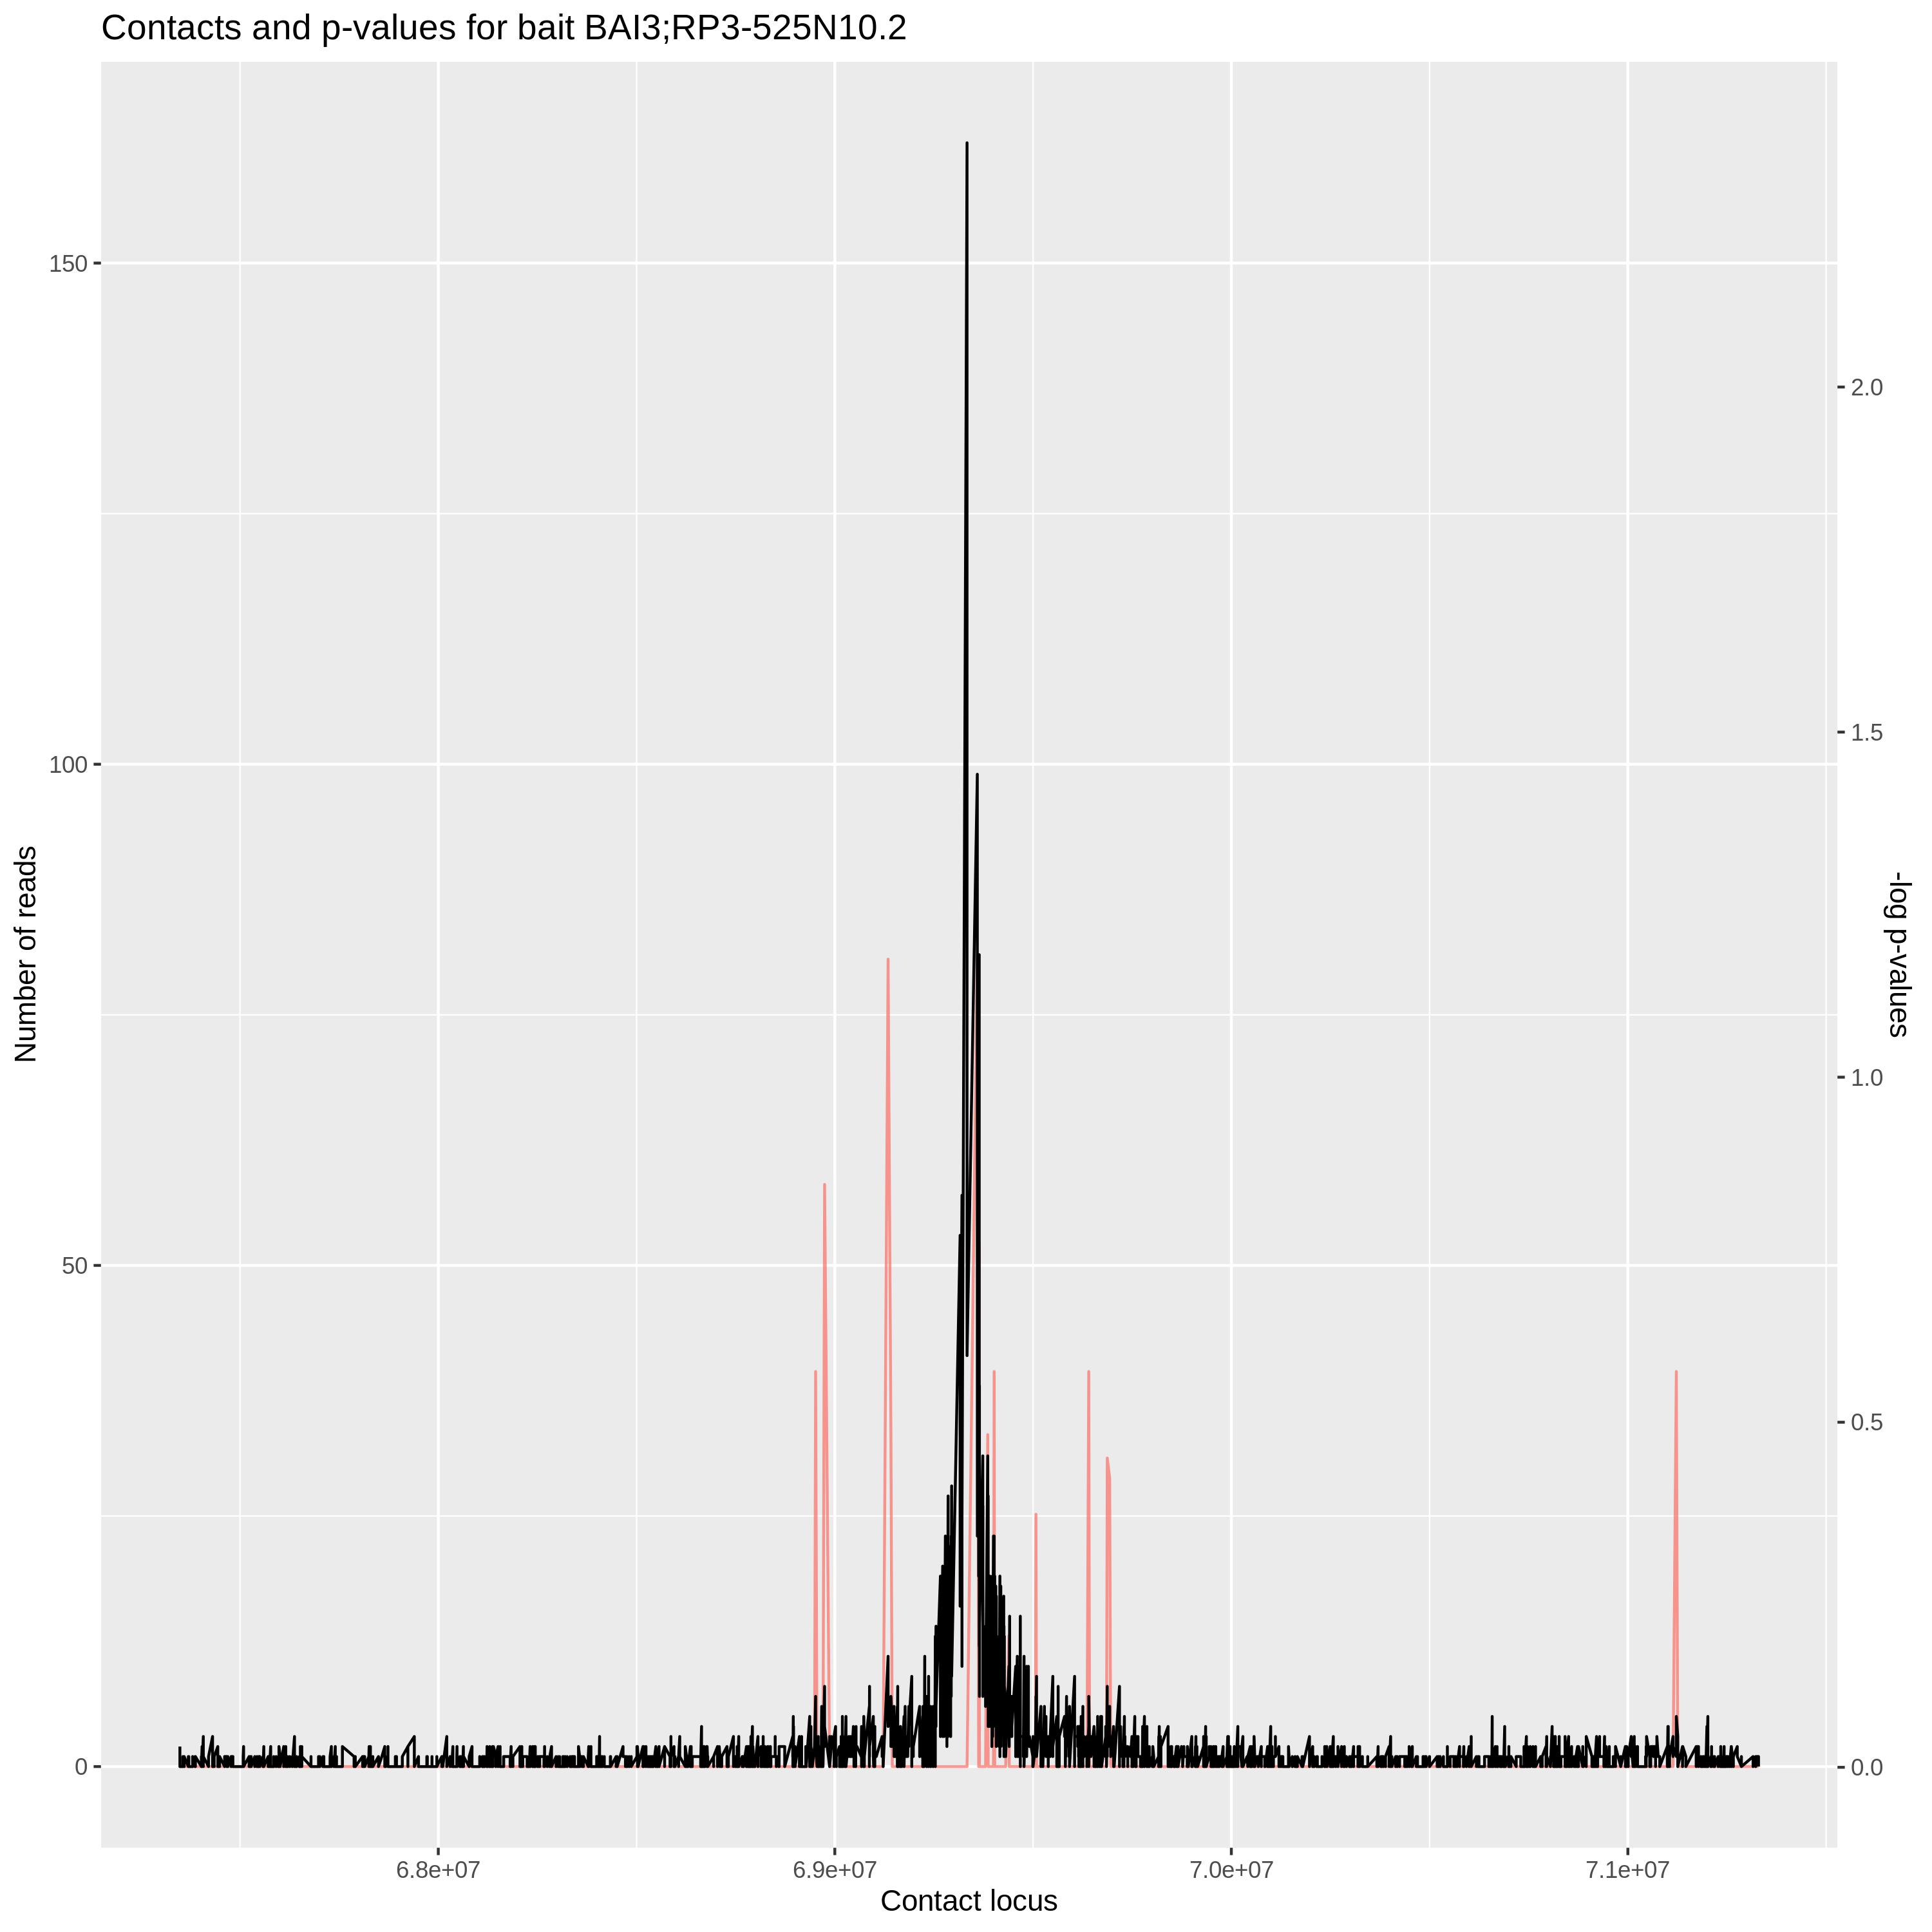 Contacts and p-values for bait BAI3;RP3-525N10.2
150
100
50
0
Number of reads
2.0
1.5
1.0
0.5
0.0
-log p-values
6.8e+07 6.9e+07 7.0e+07 7.1e+07
Contact locus